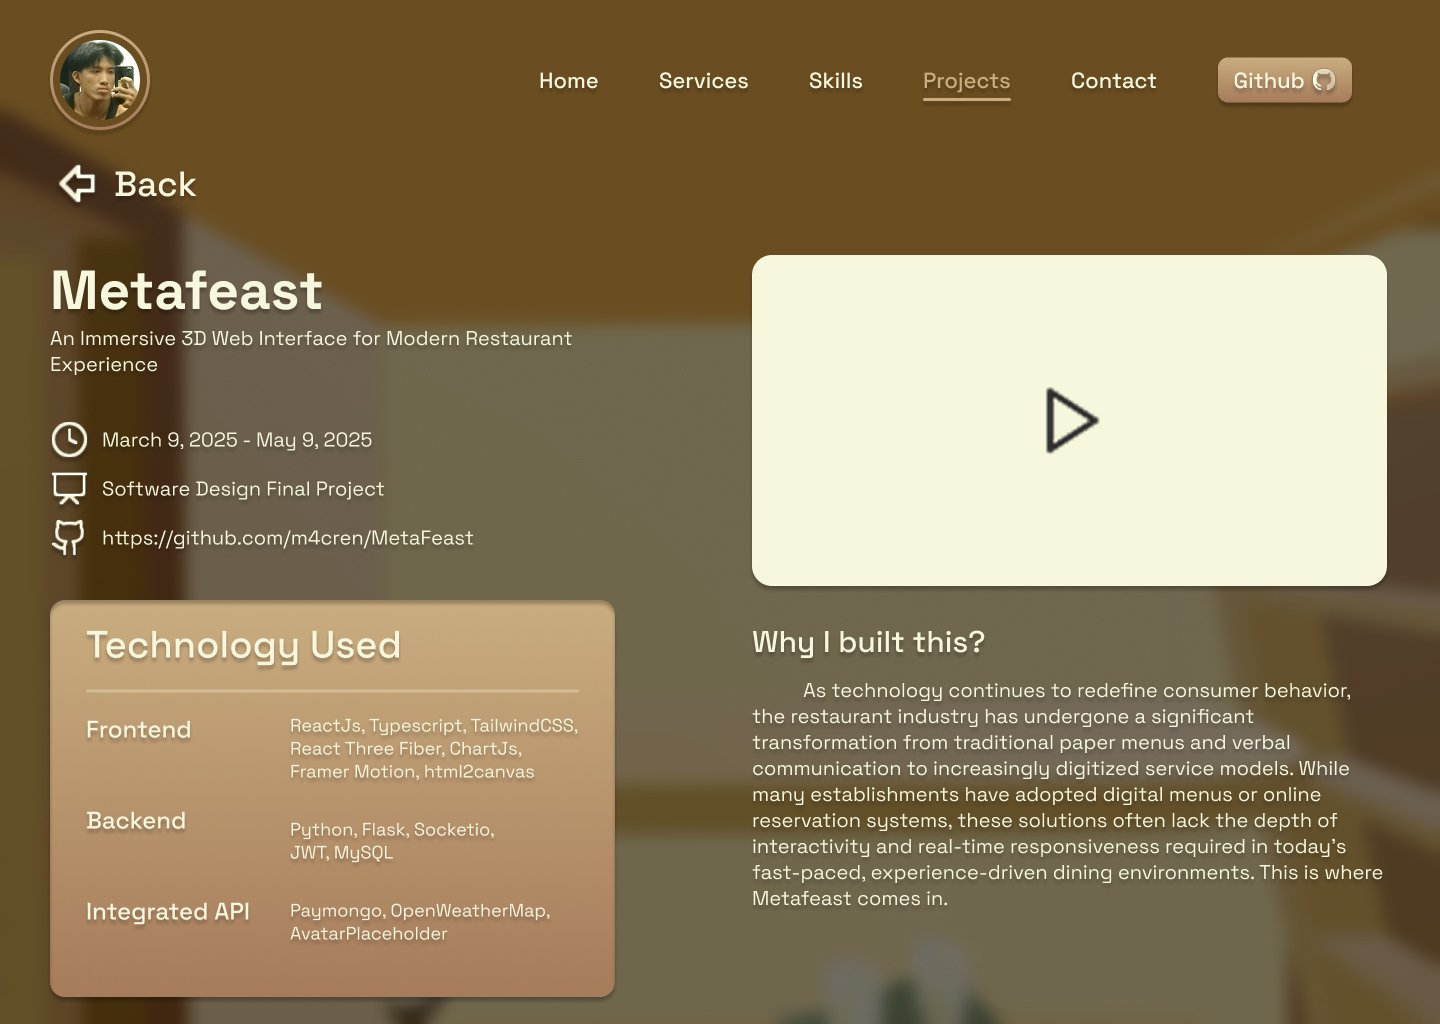 Home
Services
Skills
Projects
Contact
Github
Back
Metafeast
An Immersive 3D Web Interface for Modern Restaurant
Experience
March 9, 2025 - May 9, 2025
Software Design Final Project
https://github.com/m4cren/MetaFeast
Technology Used
Frontend
ReactJs, Typescript, TailwindCSS,
React Three Fiber, ChartJs,
Framer Motion, html2canvas
Backend
Python, Flask, Socketio,
JWT, MySQL
Integrated API
Paymongo, OpenWeatherMap,
AvatarPlaceholder
Why I built this?
As technology continues to redefine consumer behavior,
the restaurant industry has undergone a significant
transformation from traditional paper menus and verbal
communication to increasingly digitized service models. While
many establishments have adopted digital menus or online
reservation systems, these solutions often lack the depth of
interactivity and real-time responsiveness required in today's
fast-paced, experience-driven dining environments. This is where
Metafeast comes in.